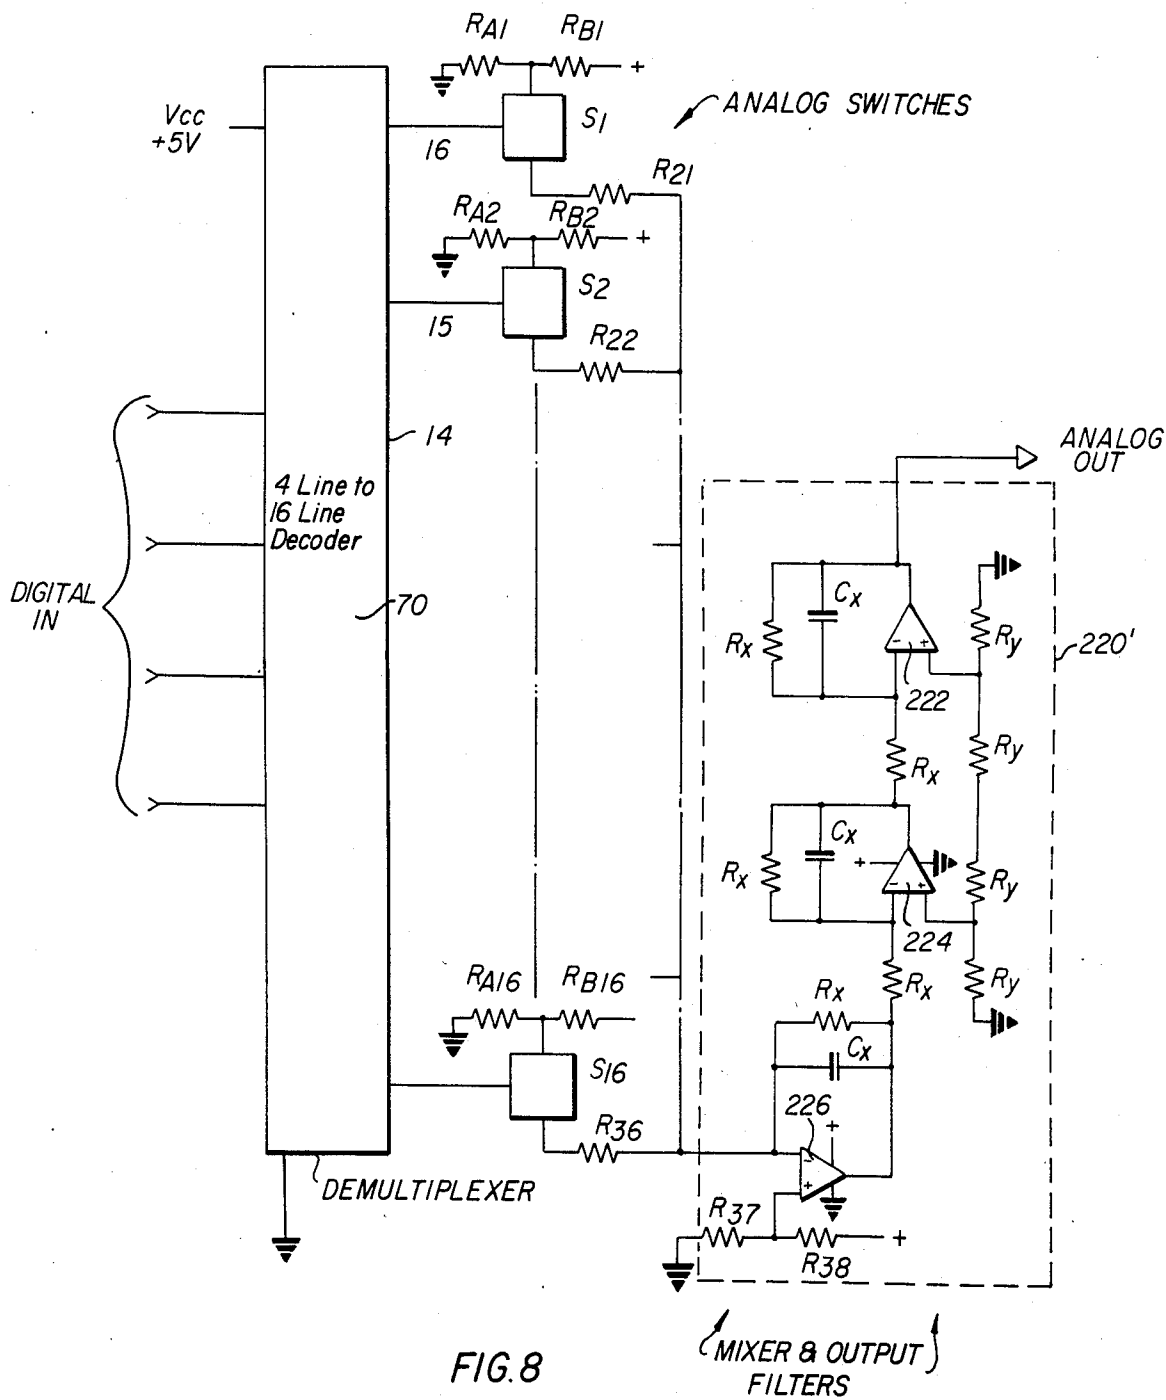 RA1 RB1
+
Vcc
+5V
16
S1
ANALOG SWITCHES
R21
RA2 RB2
+
15
S2
R22
14
4 Line to
16 Line
Decoder
70
DIGITAL
IN
ANALOG
OUT
Cx
Rx
- +
222
Ry
220'
Rx
Ry
Cx
Rx
+
- +
224
Ry
Rx
Ry
RA16 RB16
S16
R36
Rx
Cx
226
+
-
+
DEMULTIPLEXER
R37
R38
+
MIXER & OUTPUT
FILTERS
FIG.8